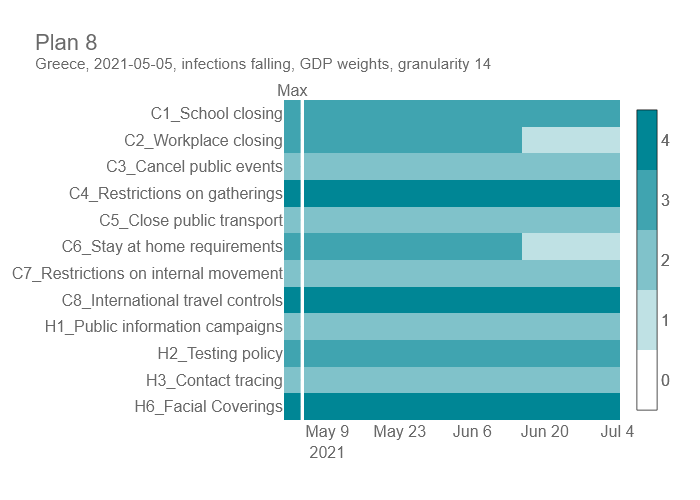 Plan 8
Greece, 2021-05-05, infections falling, GDP weights, granularity 14
Max
C1_School closing
C2_Workplace closing
C3_Cancel public events
C4_Restrictions on gatherings
C5_Close public transport
C6_Stay at home requirements
C7_Restrictions on internal movement
C8_International travel controls
H1_Public information campaigns
H2_Testing policy
H3_Contact tracing
H6_Facial Coverings
4
3
2
1
0
May 9 May 23 Jun 6 Jun 20 Jul 4
2021